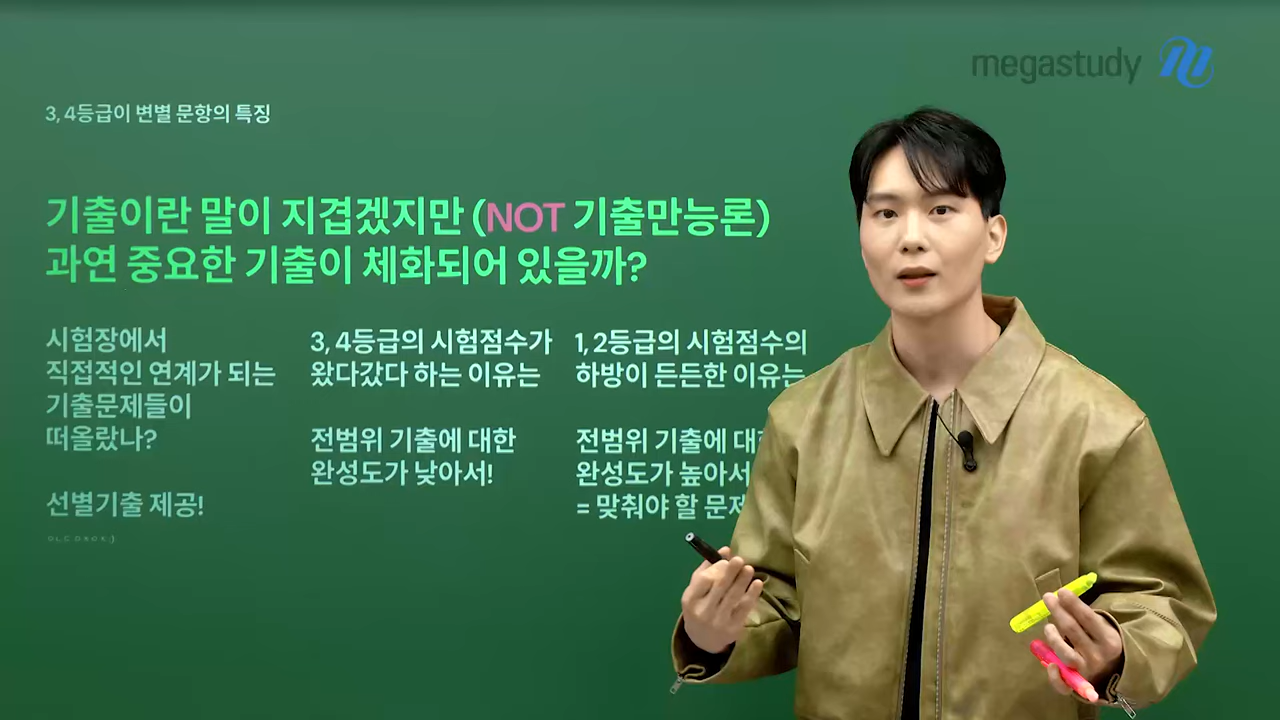 megastudy
3, 4등급이 변별 문항의 특징
기출이란 말이 지겹겠지만 (NOT 기출만능론)
과연 중요한 기출이 체화되어 있을까?
시험장에서
직접적인 연계가 되는
기출문제들이
떠올랐나?
선별기출 제공!
3, 4등급의 시험점수가
왔다갔다 하는 이유는
전범위 기출에 대한
완성도가 낮아서!
1, 2등급의 시험점수의
하방이 든든한 이유는
전범위 기출에
완성도가 높아서
= 맞춰야 할